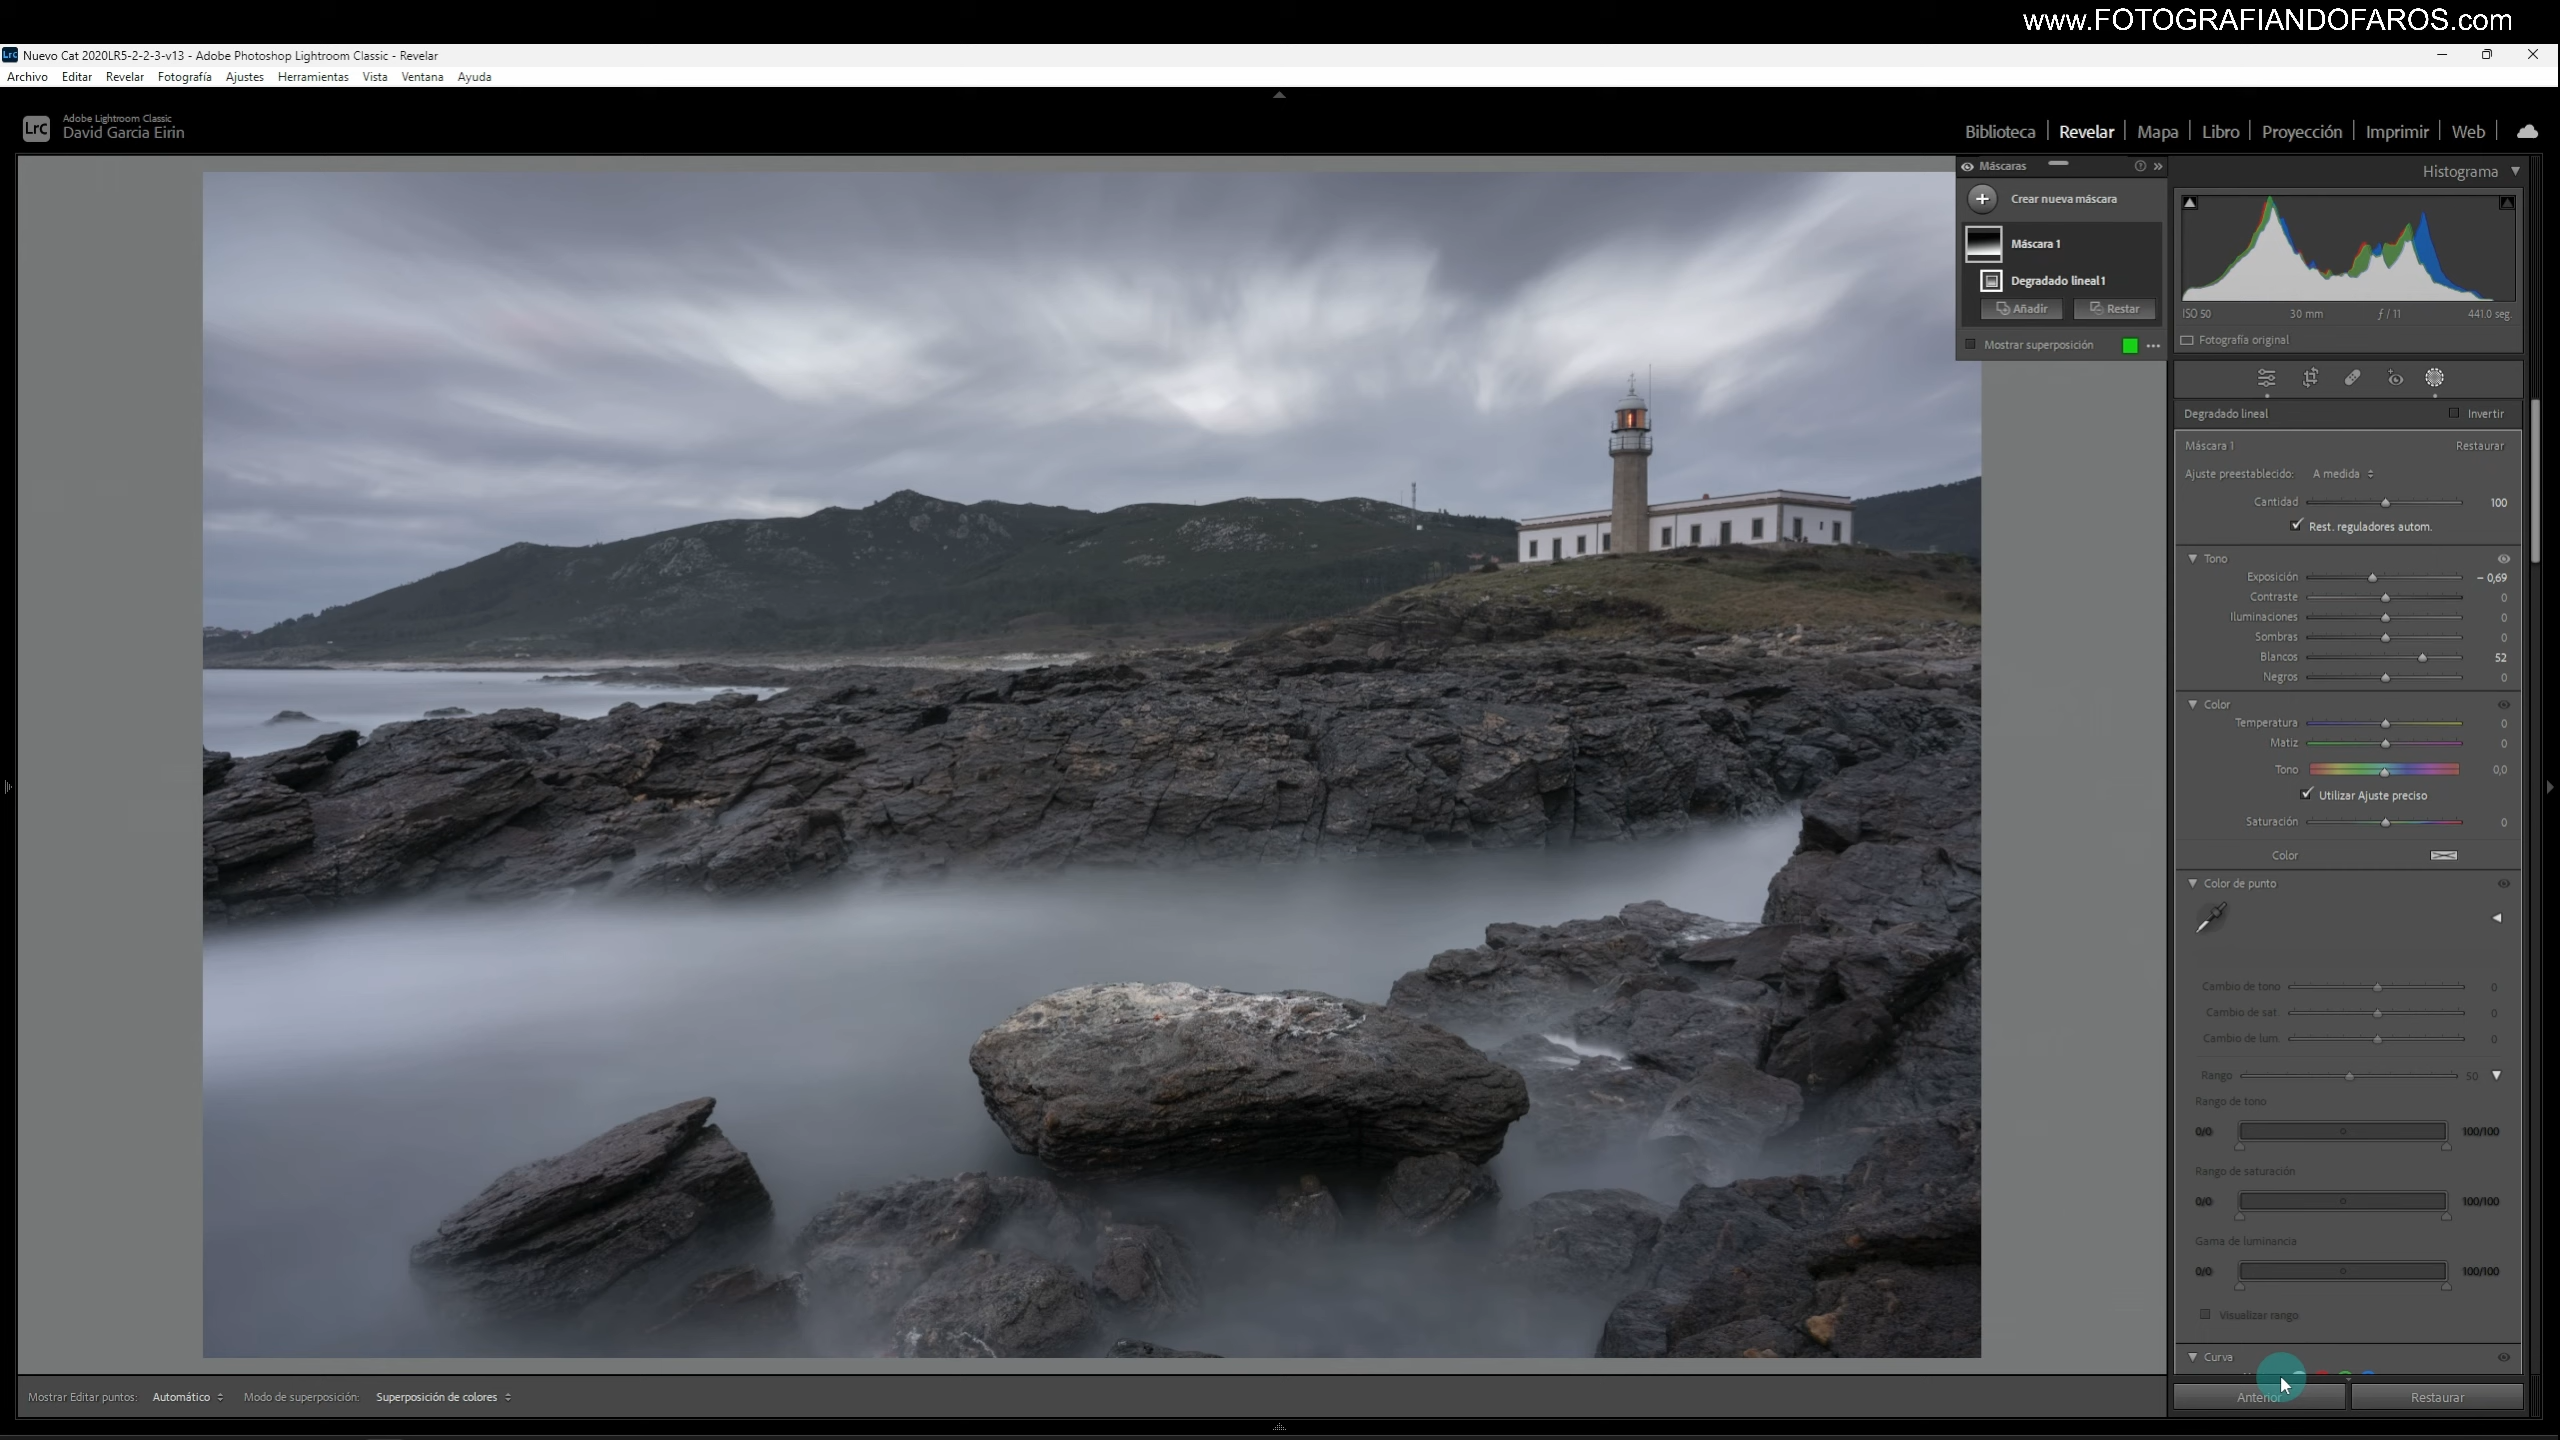 www.FOTOGRAFIANDOFAROS.com
Lrc Nuevo Cat 2020LR5-2-2-3-v13 - Adobe Photoshop Lightroom Classic - Revelar
Archivo Editar Revelar Fotografía Ajustes Herramientas Vista Ventana Ayuda
LrC Adobe Lightroom Classic
David Garcia Eirin
Biblioteca | Revelar | Mapa | Libro | Proyección | Imprimir | Web |
Máscaras
Crear nueva máscara
Máscara 1
Degradado lineal 1
Añadir Restar
Mostrar superposición
Histograma
ISO 50 30 mm ƒ / 11 441,0 seg.
Fotografía original
Degradado lineal Invertir
Máscara 1 Restaurar
Ajuste preestablecido: A medida
Cantidad 100
Rest. reguladores autom.
Tono
Exposición - 0,69
Contraste 0
Iluminaciones 0
Sombras 0
Blancos 52
Negros 0
Color
Temperatura 0
Matiz 0
Tono 0,0
Utilizar Ajuste preciso
Saturación 0
Color
Color de punto
Cambio de tono 0
Cambio de sat. 0
Cambio de lum. 0
Rango 50
Rango de tono
0/0 100/100
Rango de saturación
0/0 100/100
Gama de luminancia
0/0 100/100
Visualizar rango
Curva
Mostrar Editar puntos: Automático Modo de superposición: Superposición de colores
Anterior Restaurar